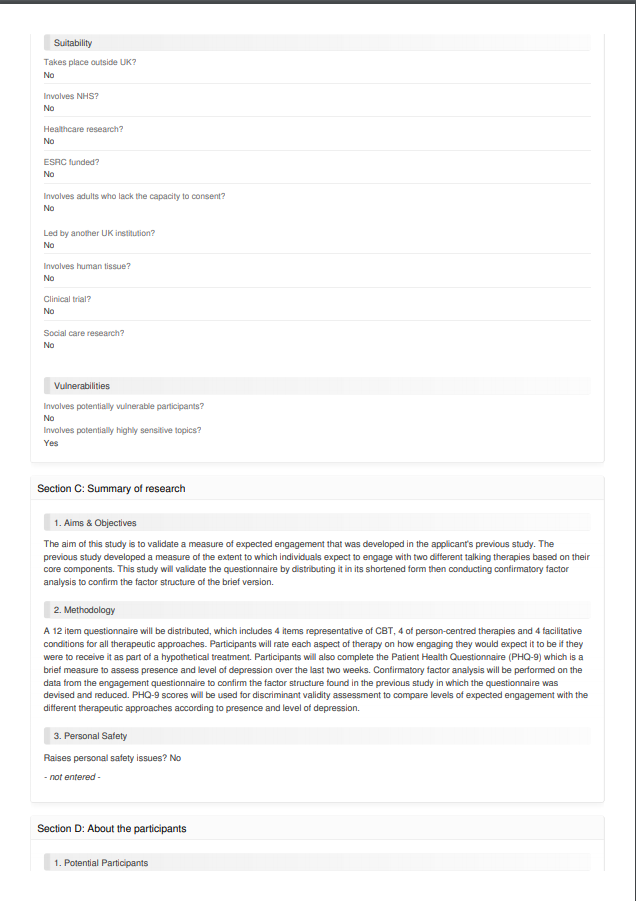 Suitability
Takes place outside UK?
No
Involves NHS?
No
Healthcare research?
No
ESRC funded?
No
Involves adults who lack the capacity to consent?
No
Led by another UK institution?
No
Involves human tissue?
No
Clinical trial?
No
Social care research?
No
Vulnerabilities
Involves potentially vulnerable participants?
No
Involves potentially highly sensitive topics?
Yes
Section C: Summary of research
1. Aims & Objectives
The aim of this study is to validate a measure of expected engagement that was developed in the applicant's previous study. The
previous study developed a measure of the extent to which individuals expect to engage with two different talking therapies based on their
core components. This study will validate the questionnaire by distributing it in its shortened form then conducting confirmatory factor
analysis to confirm the factor structure of the brief version.
2. Methodology
A 12 item questionnaire will be distributed, which includes 4 items representative of CBT, 4 of person-centred therapies and 4 facilitative
conditions for all therapeutic approaches. Participants will rate each aspect of therapy on how engaging they would expect it to be if they
were to receive it as part of a hypothetical treatment. Participants will also complete the Patient Health Questionnaire (PHQ-9) which is a
brief measure to assess presence and level of depression over the last two weeks. Confirmatory factor analysis will be performed on the
data from the engagement questionnaire to confirm the factor structure found in the previous study in which the questionnaire was
devised and reduced. PHQ-9 scores will be used for discriminant validity assessment to compare levels of expected engagement with the
different therapeutic approaches according to presence and level of depression.
3. Personal Safety
Raises personal safety issues? No
- not entered -
Section D: About the participants
1. Potential Participants